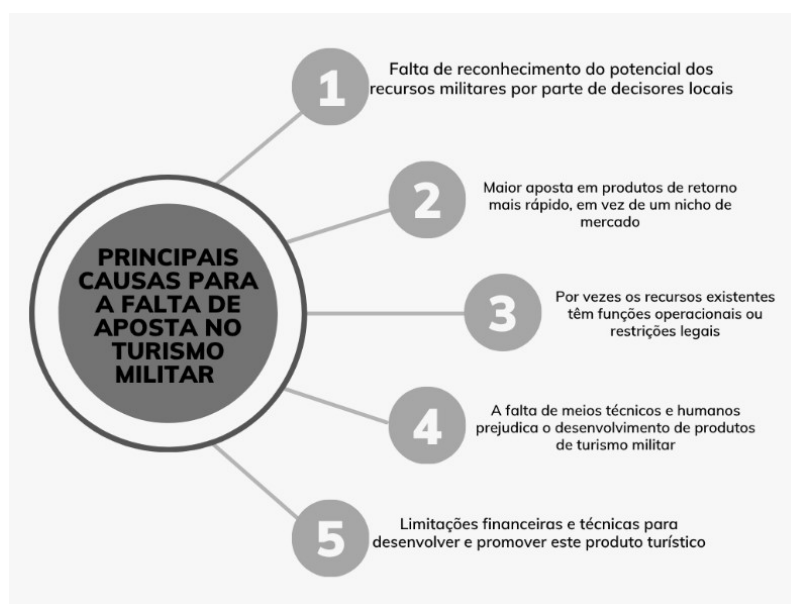 PRINCIPAIS
CAUSAS PARA
A FALTA DE
APOSTA NO
TURISMO
MILITAR
1
Falta de reconhecimento do potencial dos
recursos militares por parte de decisores locais
2
Maior aposta em produtos de retorno
mais rápido, em vez de um nicho de
mercado
3
Por vezes os recursos existentes
têm funções operacionais ou
restrições legais
4
A falta de meios técnicos e humanos
prejudica o desenvolvimento de produtos
de turismo militar
5
Limitações financeiras e técnicas para
desenvolver e promover este produto turístico